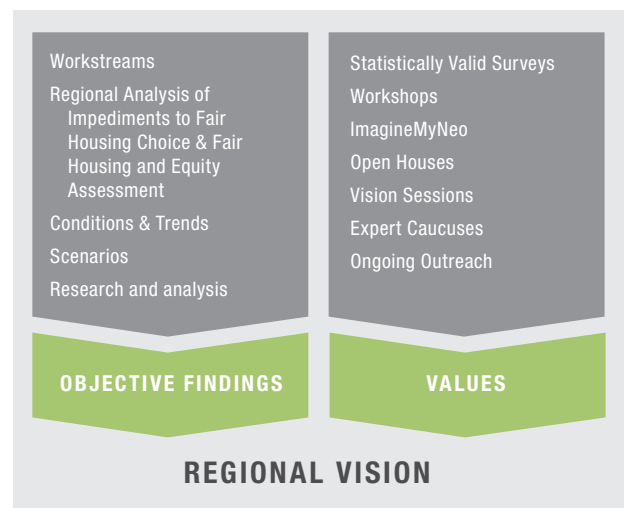 Workstreams
Regional Analysis of
Impediments to Fair
Housing Choice & Fair
Housing and Equity
Assessment
Conditions & Trends
Scenarios
Research and analysis
OBJECTIVE FINDINGS
Statistically Valid Surveys
Workshops
ImagineMyNeo
Open Houses
Vision Sessions
Expert Caucuses
Ongoing Outreach
VALUES
REGIONAL VISION